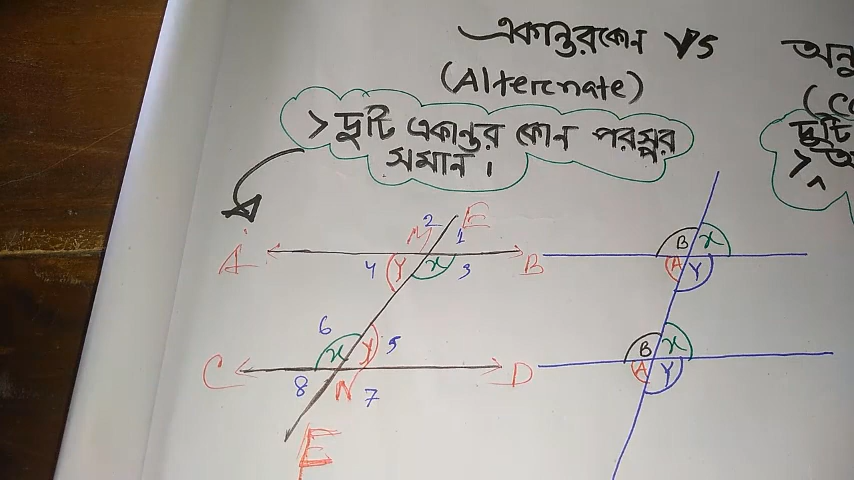 একান্তরকোন VS
(Alternate)
> দুটি একান্তর কোন পরস্পর
সমান।
দুটি
>
2 E
M 1
A B
4 Y x 3
6
x Y 5
C D
8 N 7
E
B x
A Y
B x
A Y